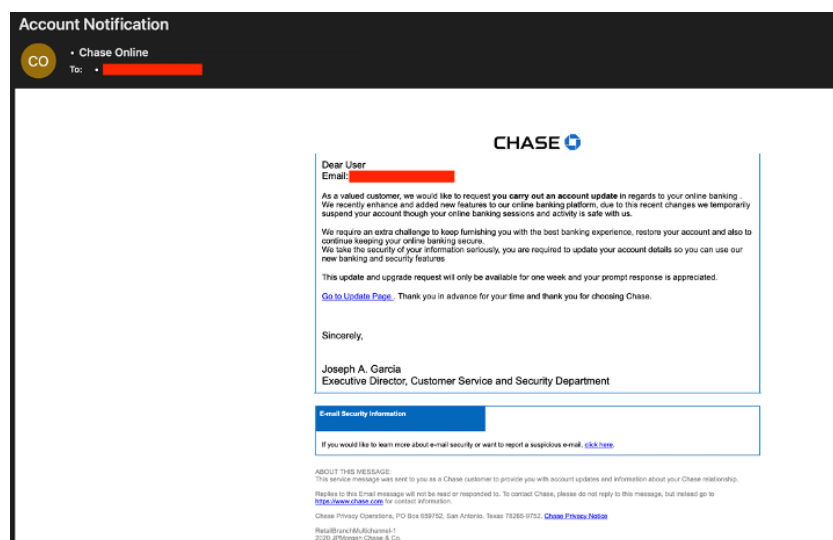 Account Notification
CO
• Chase Online
To: •
CHASE
Dear User
Email:
As a valued customer, we would like to request you carry out an account update in regards to your online banking .
We recently enhance and added new features to our online banking platform, due to this recent changes we temporarily
suspend your account though your online banking sessions and activity is safe with us.
We require an extra challenge to keep furnishing you with the best banking experience, restore your account and also to
continue keeping your online banking secure.
We take the security of your information seriously, you are required to update your account details so you can use our
new banking and security features
This update and upgrade request will only be available for one week and your prompt response is appreciated.
Go to Update Page . Thank you in advance for your time and thank you for choosing Chase.
Sincerely,
Joseph A. Garcia
Executive Director, Customer Service and Security Department
E-mail Security Information
If you would like to learn more about e-mail security or want to report a suspicious e-mail, click here.
ABOUT THIS MESSAGE:
This service message was sent to you as a Chase customer to provide you with account updates and information about your Chase relationship.
Replies to this Email message will not be read or responded to. To contact Chase, please do not reply to this message, but instead go to
https://www.chase.com for contact information.
Chase Privacy Operations, PO Box 659752, San Antonio, Texas 78265-9752. Chase Privacy Notice
RetailBranchMultichannel-1
2020 JPMorgan Chase & Co.